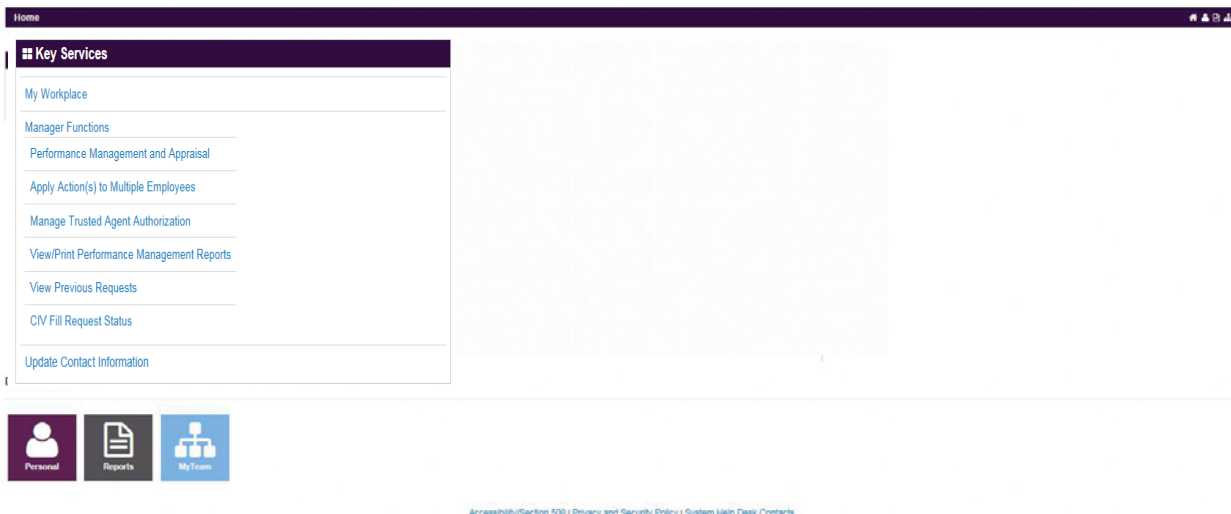 Home
Key Services
My Workplace
Manager Functions
Performance Management and Appraisal
Apply Action(s) to Multiple Employees
Manage Trusted Agent Authorization
View/Print Performance Management Reports
View Previous Requests
CIV Fill Request Status
Update Contact Information
Personal
Reports
MyTeam
Accessibility/Section 508 | Privacy and Security Policy | System Help Desk Contacts